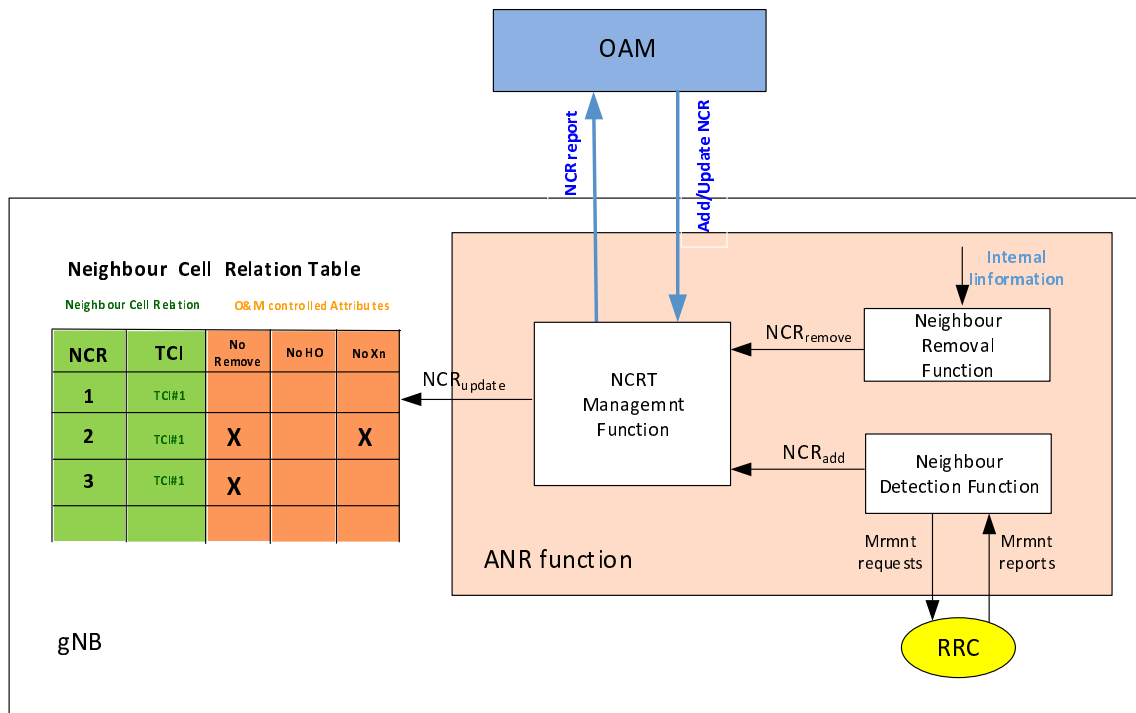 OAM
NCR report
Add/Update NCR
Neighbour Cell Relation Table
Neighbour Cell Relation
O&M controlled Attributes
NCR
TCI
No
Remove
No HO
No Xn
1
TCI#1
2
TCI#1
X
X
3
TCI#1
X
NCRupdate
NCRT
Managemnt
Function
NCRremove
NCRadd
Internal
Iinformation
Neighbour
Removal
Function
Neighbour
Detection Function
Mrmnt
requests
Mrmnt
reports
ANR function
RRC
gNB